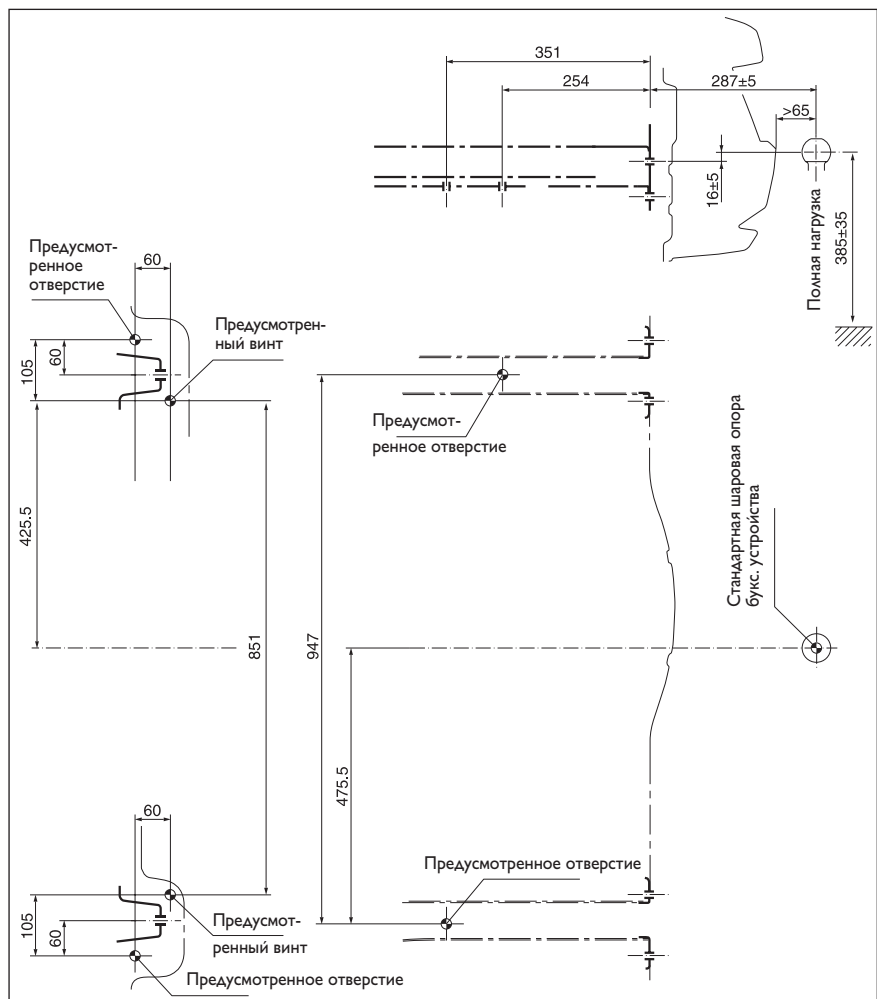 351
254
287±5
>65
16±5
Полная нагрузка
385±35
Предусмот-
ренное
отверстие
60
Предусмотрен-
ный винт
105
60
Предусмот-
ренное отверстие
425.5
851
947
475.5
Стандартная шаровая опора
букс. устройства
60
Предусмотренное отверстие
105
60
Предусмот-
ренный винт
Предусмотренное отверстие